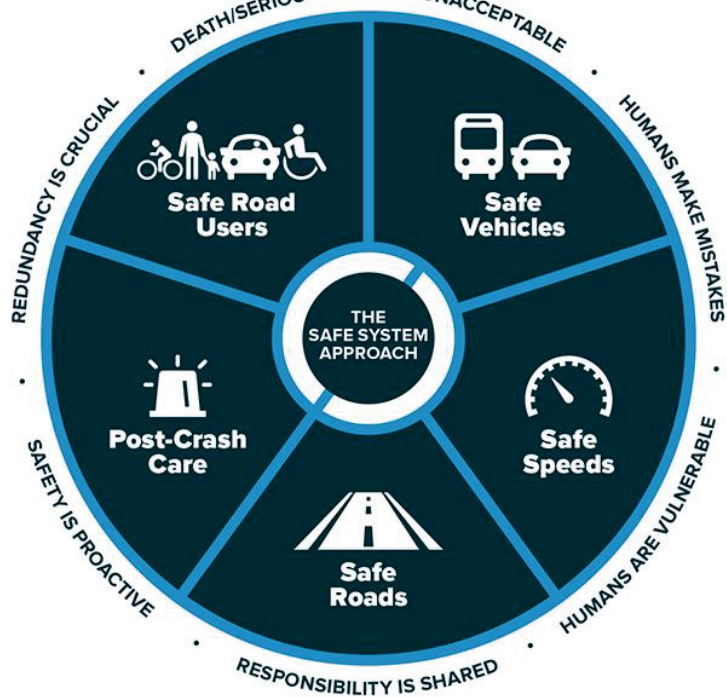 DEATH/SERIOUS
UNACCEPTABLE
HUMANS MAKE MISTAKES
HUMANS ARE VULNERABLE
RESPONSIBILITY IS SHARED
SAFETY IS PROACTIVE
REDUNDANCY IS CRUCIAL
Safe Road
Users
Safe
Vehicles
Safe
Speeds
Safe
Roads
Post-Crash
Care
THE
SAFE SYSTEM
APPROACH